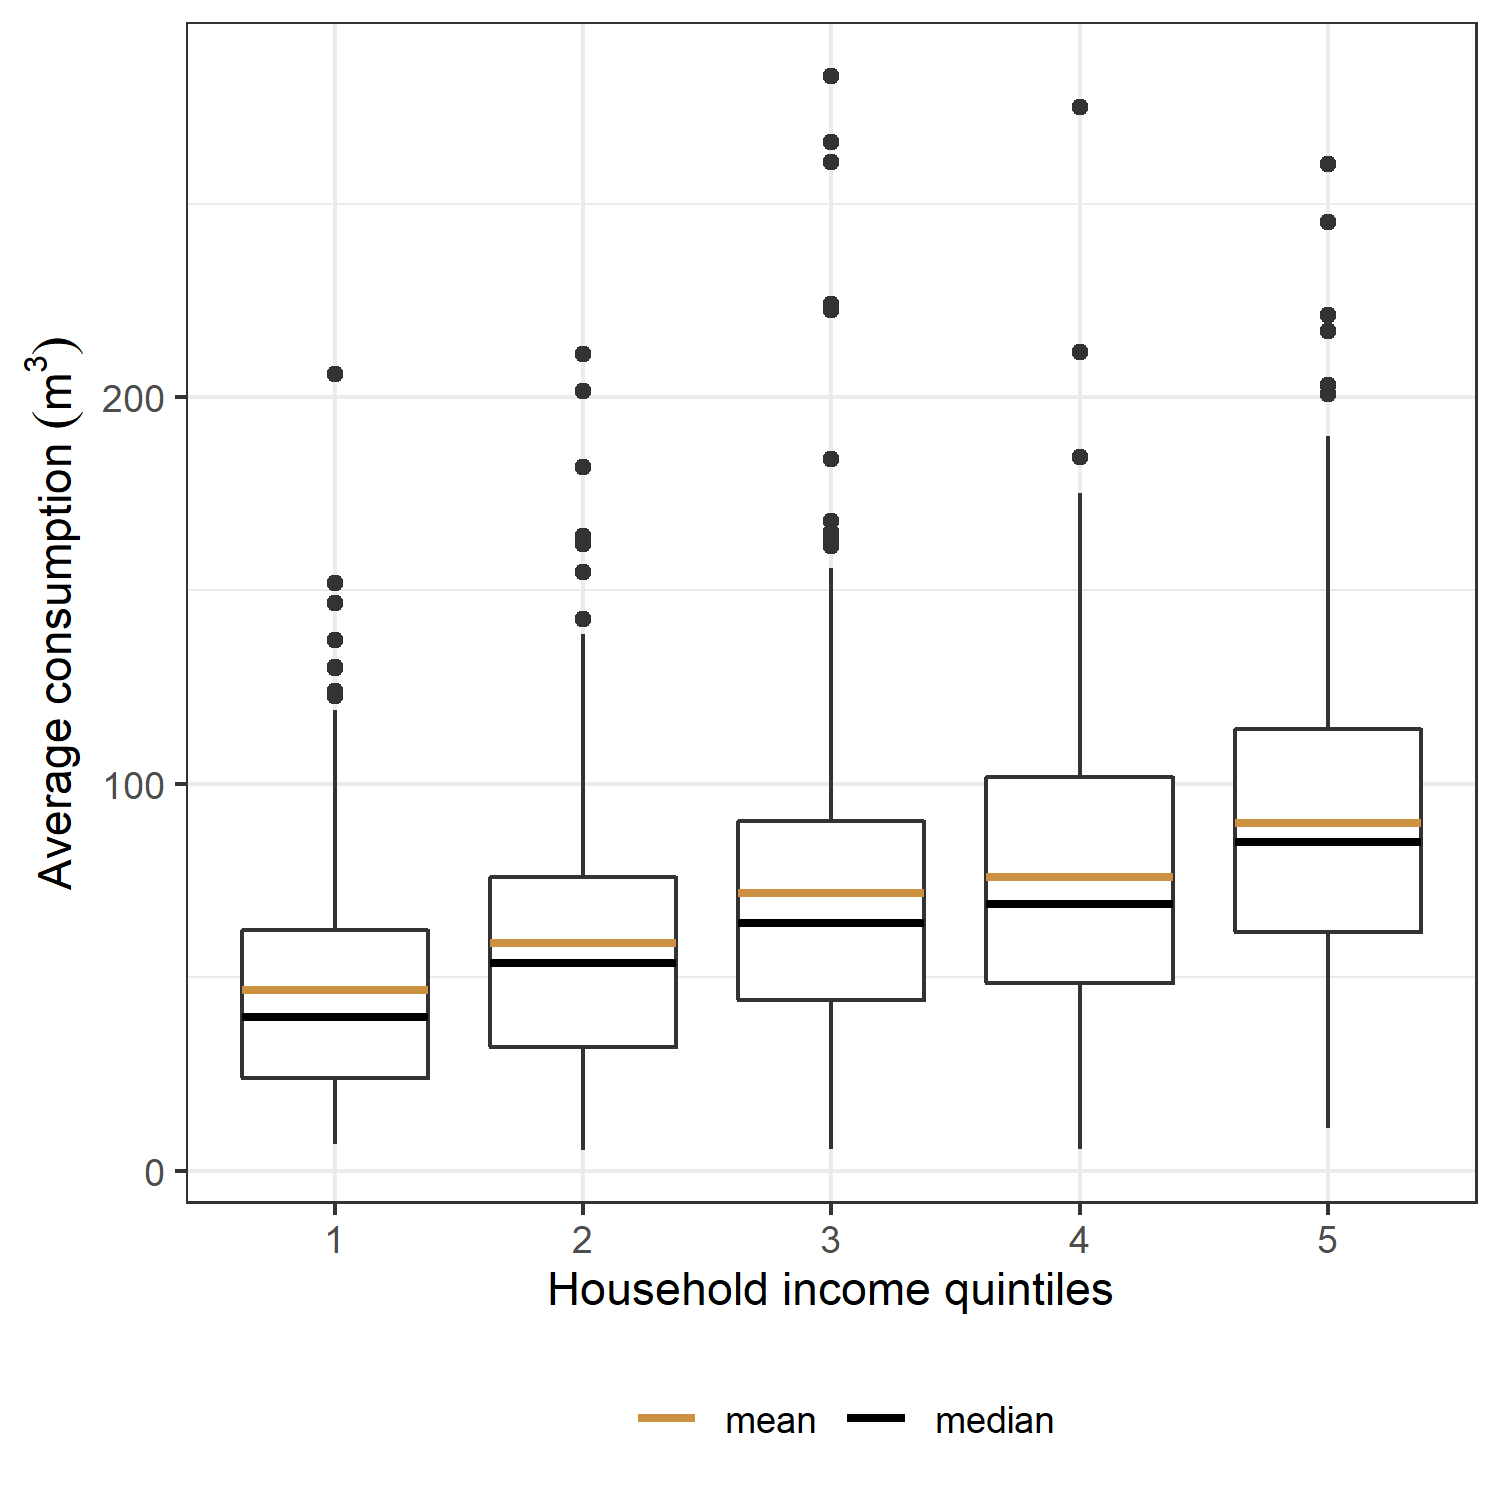 Average consumption (m³)
200
100
0
1 2 3 4 5
Household income quintiles
mean median